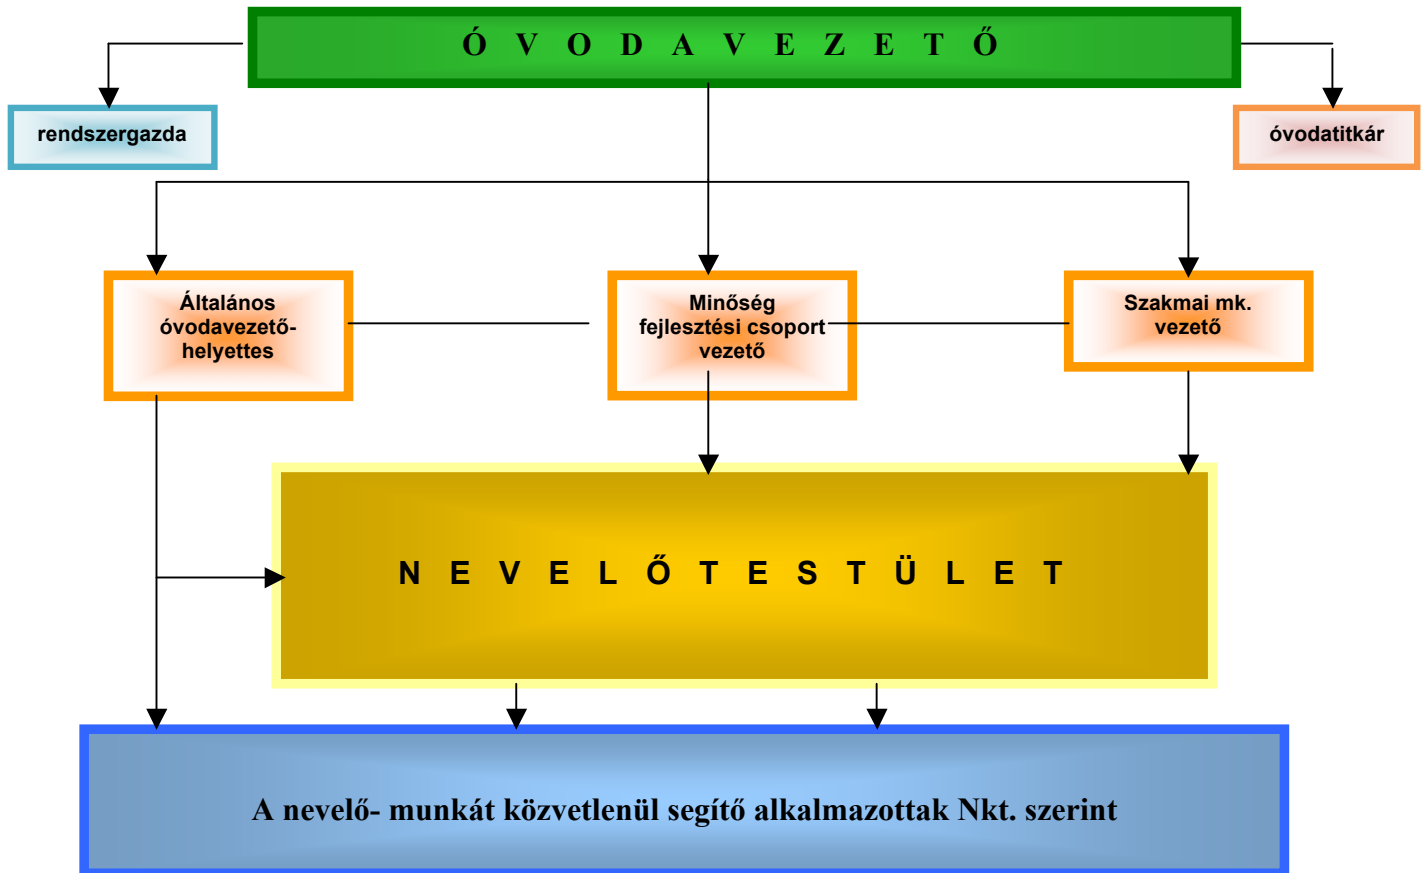 Ó V O D A V E Z E T Ő
rendszergazda
óvodatitkár
Általános
óvodavezető-
helyettes
Minőség
fejlesztési csoport
vezető
Szakmai mk.
vezető
N E V E L Ő T E S T Ü L E T
A nevelő- munkát közvetlenül segítő alkalmazottak Nkt. szerint